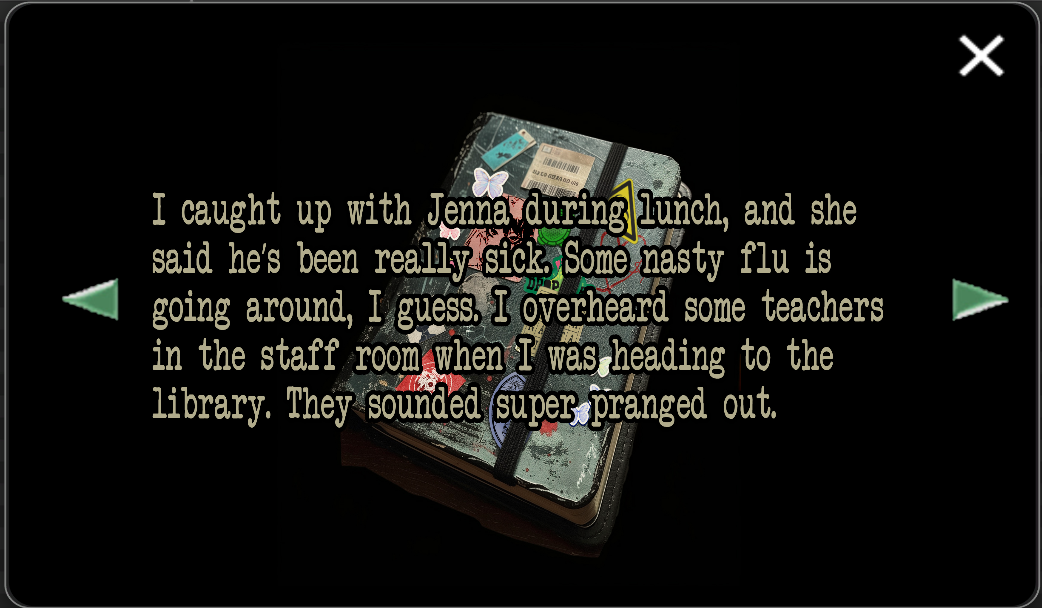 I caught up with Jenna during lunch, and she
said he's been really sick. Some nasty flu is
going around, I guess. I overheard some teachers
in the staff room when I was heading to the
library. They sounded super pranged out.